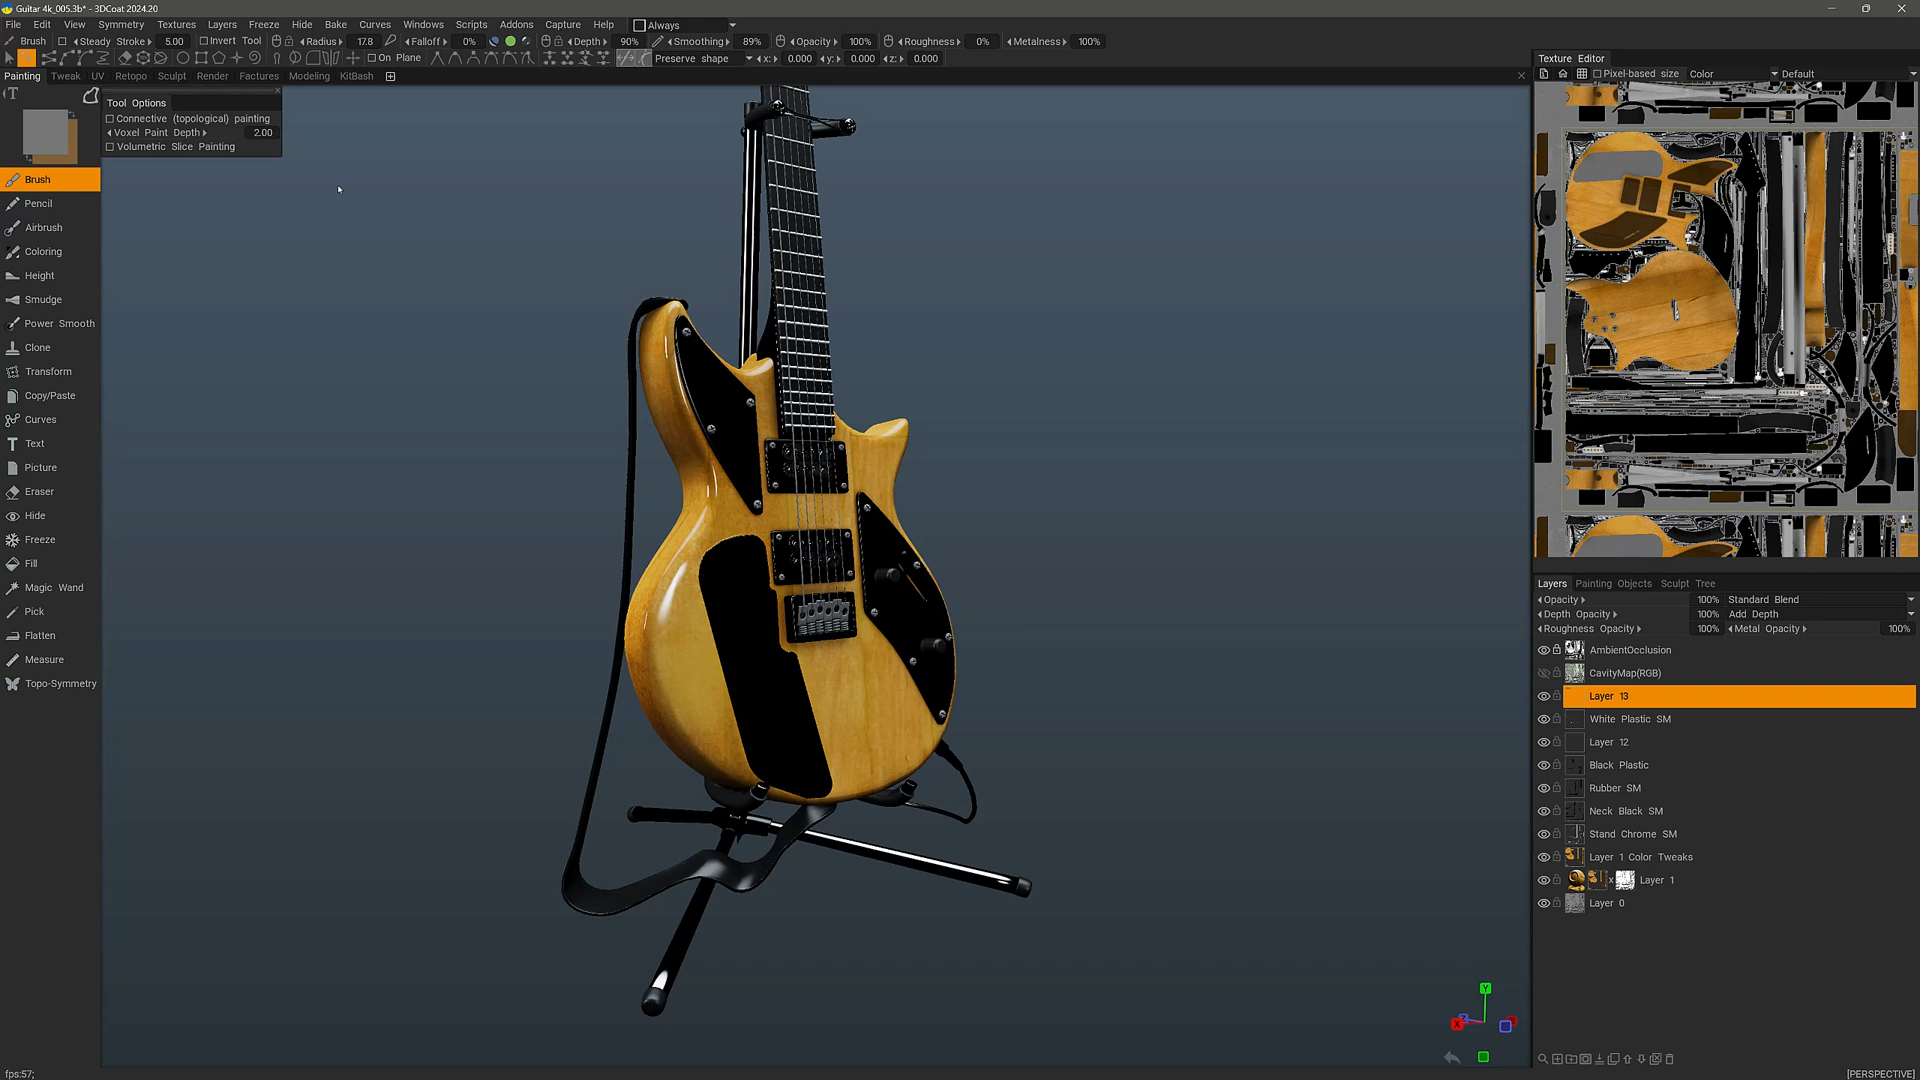 Guitar 4k_005.3b* - 3DCoat 2024.20
File Edit View Symmetry Textures Layers Freeze Hide Bake Curves Windows Scripts Addons Capture Help Always
Brush Steady Stroke 5.00 Invert Tool Radius 17.8 Falloff 0% Depth 90% Smoothing 89% Opacity 100% Roughness 0% Metalness 100%
On Plane Preserve shape x: 0.000 y: 0.000 z: 0.000
Painting Tweak UV Retopo Sculpt Render Factures Modeling KitBash
Tool Options
Connective (topological) painting
Voxel Paint Depth 2.00
Volumetric Slice Painting
Brush
Pencil
Airbrush
Coloring
Height
Smudge
Power Smooth
Clone
Transform
Copy/Paste
Curves
Text
Picture
Eraser
Hide
Freeze
Fill
Magic Wand
Pick
Flatten
Measure
Topo-Symmetry
Texture Editor
Pixel-based size Color Default
Layers Painting Objects Sculpt Tree
Opacity 100% Standard Blend
Depth Opacity 100% Add Depth
Roughness Opacity 100% Metal Opacity 100%
AmbientOcclusion
CavityMap(RGB)
Layer 13
White Plastic SM
Layer 12
Black Plastic
Rubber SM
Neck Black SM
Stand Chrome SM
Layer 1 Color Tweaks
x Layer 1
Layer 0
Y
X Z
fps:57;
[PERSPECTIVE]